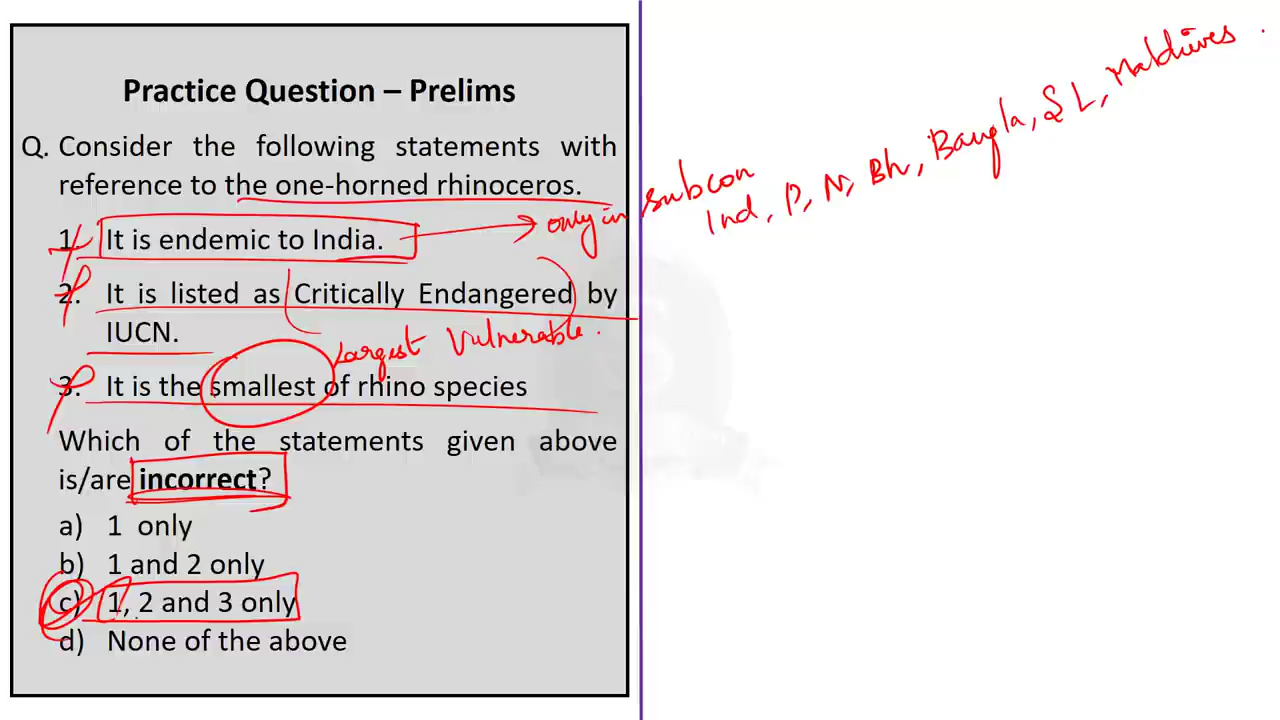 Practice Question – Prelims
Q. Consider the following statements with
reference to the one-horned rhinoceros.
1. It is endemic to India.
only in subcon
Ind, P, N, Bh, Bangla, SL, Maldives.
2. It is listed as Critically Endangered by
IUCN.
Largest Vulnerable.
3. It is the smallest of rhino species
Which of the statements given above
is/are incorrect?
a) 1 only
b) 1 and 2 only
c) 1, 2 and 3 only
d) None of the above